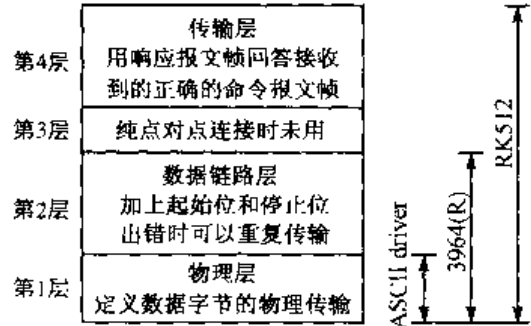 传输层
第4层
用响应报文帧回答接收
到的正确的命令报文帧
第3层
纯点对点连接时未用
数据链路层
第2层
加上起始位和停止位
出错时可以重复传输
物理层
第1层
定义数据字节的物理传输
ASCII driver
3964(R)
RK512